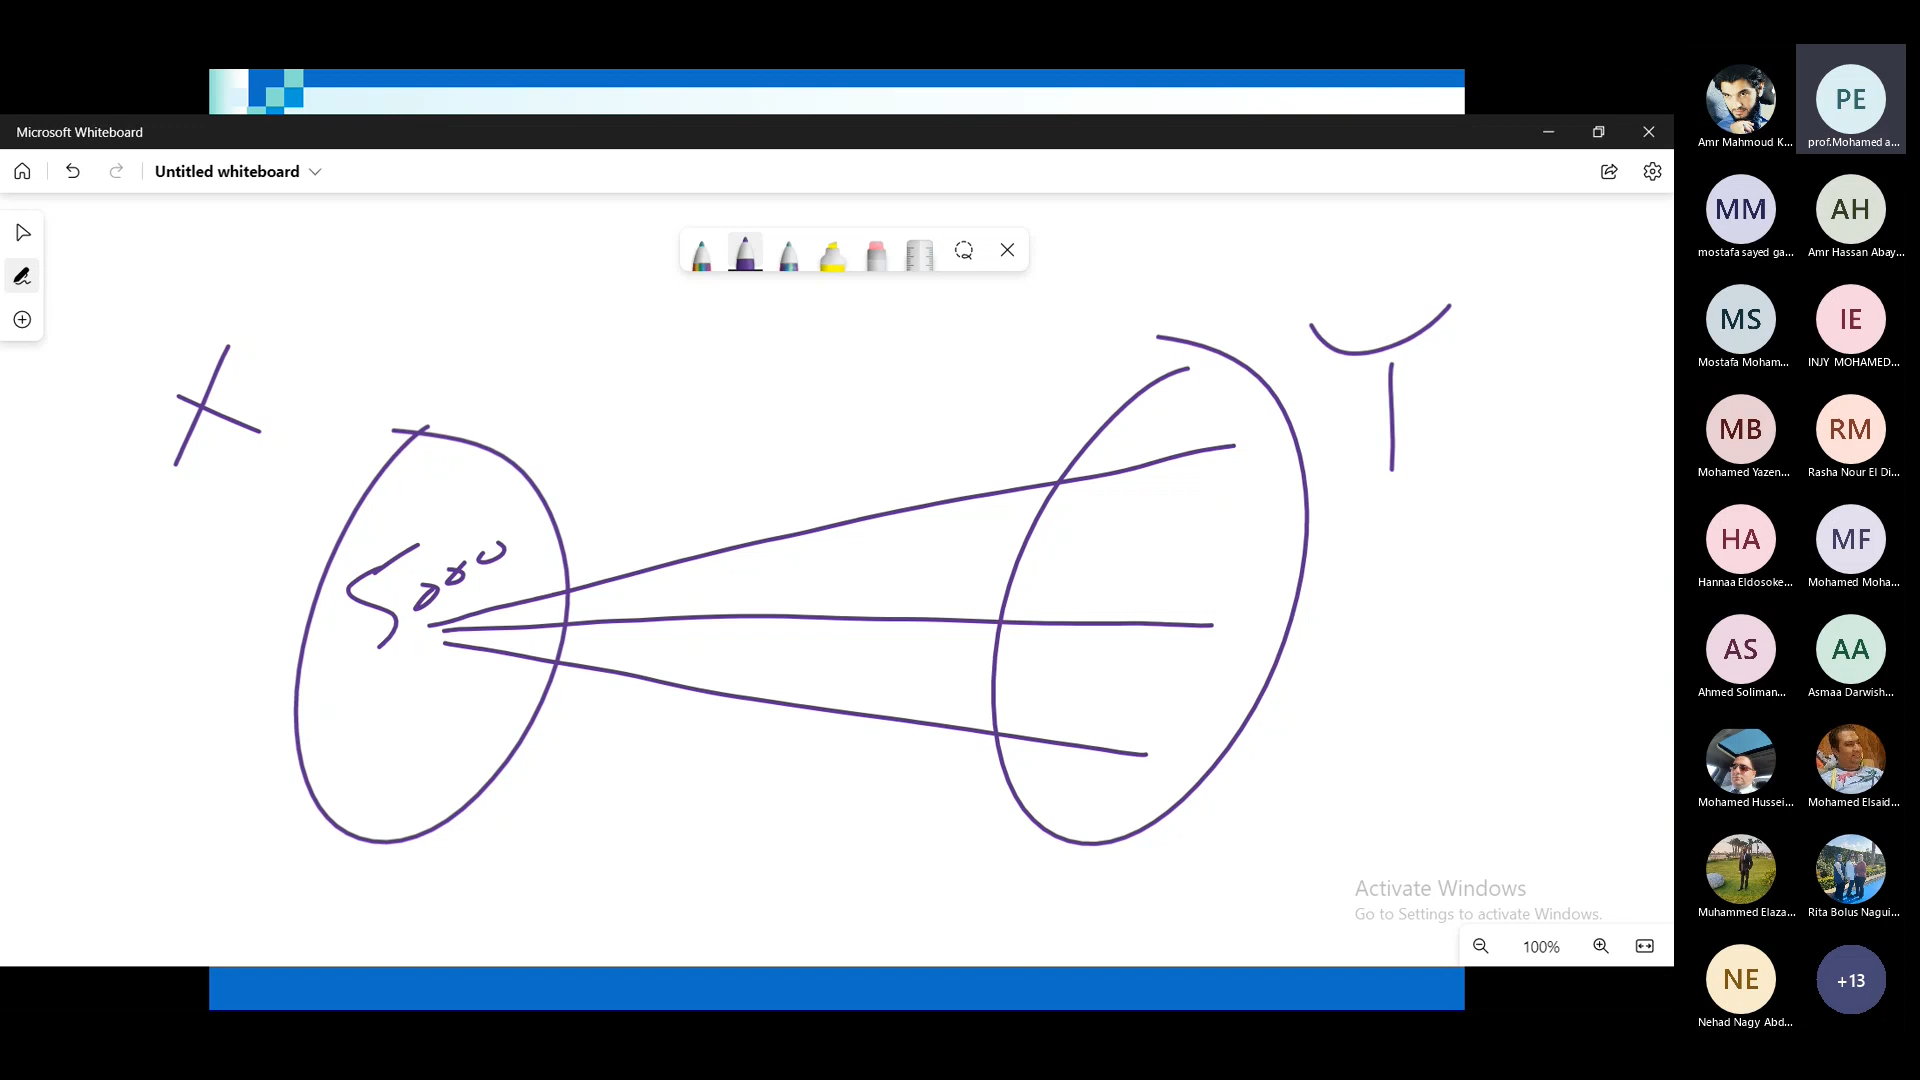 Microsoft Whiteboard
Untitled whiteboard
X
Y
5000
Activate Windows
Go to Settings to activate Windows.
100%
Amr Mahmoud K...
PE
prof.Mohamed a...
MM
mostafa sayed ga...
AH
Amr Hassan Abay...
MS
Mostafa Moham...
IE
INJY MOHAMED...
MB
Mohamed Yazen...
RM
Rasha Nour El Di...
HA
Hannaa Eldosoke...
MF
Mohamed Moha...
AS
Ahmed Soliman...
AA
Asmaa Darwish...
Mohamed Hussei...
Mohamed Elsaid...
Muhammed Elaza...
Rita Bolus Nagui...
NE
Nehad Nagy Abd...
+13